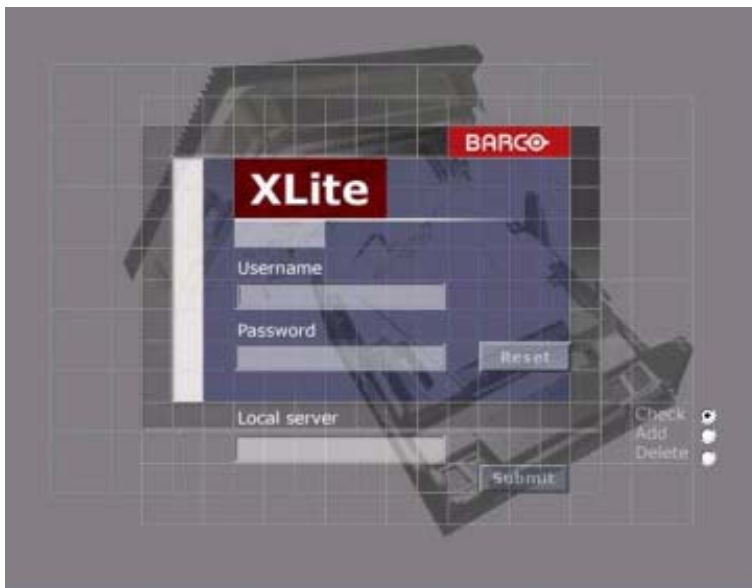 BARCO
XLite
Username
Password
Reset
Local server
Check
Add
Delete
Submit